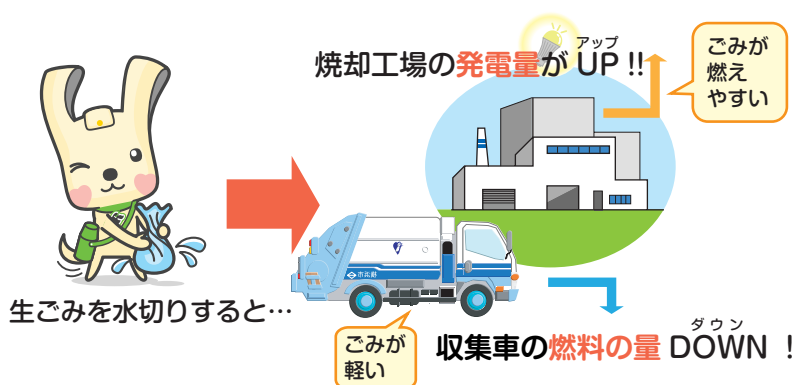 焼却工場の発電量がUP !!
アップ
ごみが
燃え
やすい
生ごみを水切りすると…
ごみが
軽い
収集車の燃料の量 DOWN !
ダウン